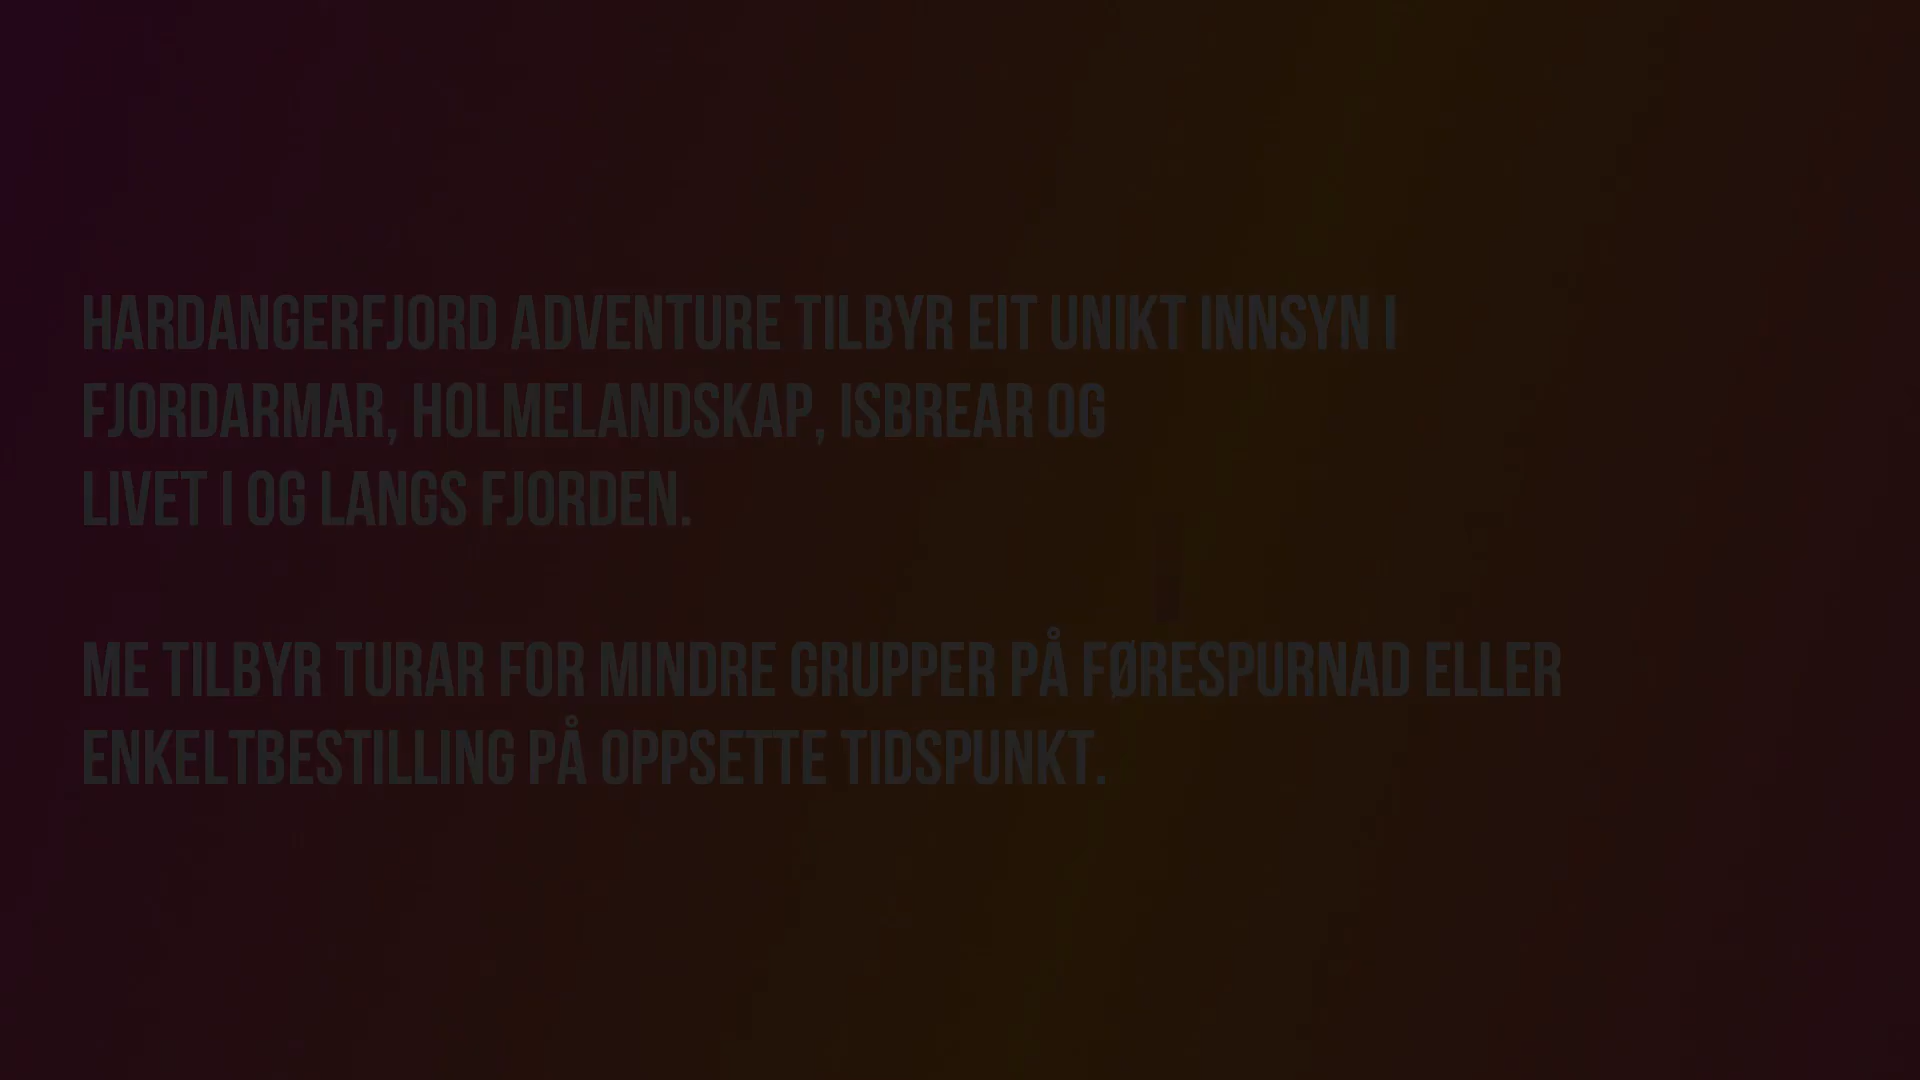 HARDANGERFJORD ADVENTURE TILBYR EIT UNIKT INNSYN I
FJORDARMAR, HOLMELANDSKAP, ISBREAR OG
LIVET I OG LANGS FJORDEN.
ME TILBYR TURAR FOR MINDRE GRUPPER PÅ FØRESPURNAD ELLER
ENKELTBESTILLING PÅ OPPSETTE TIDSPUNKT.